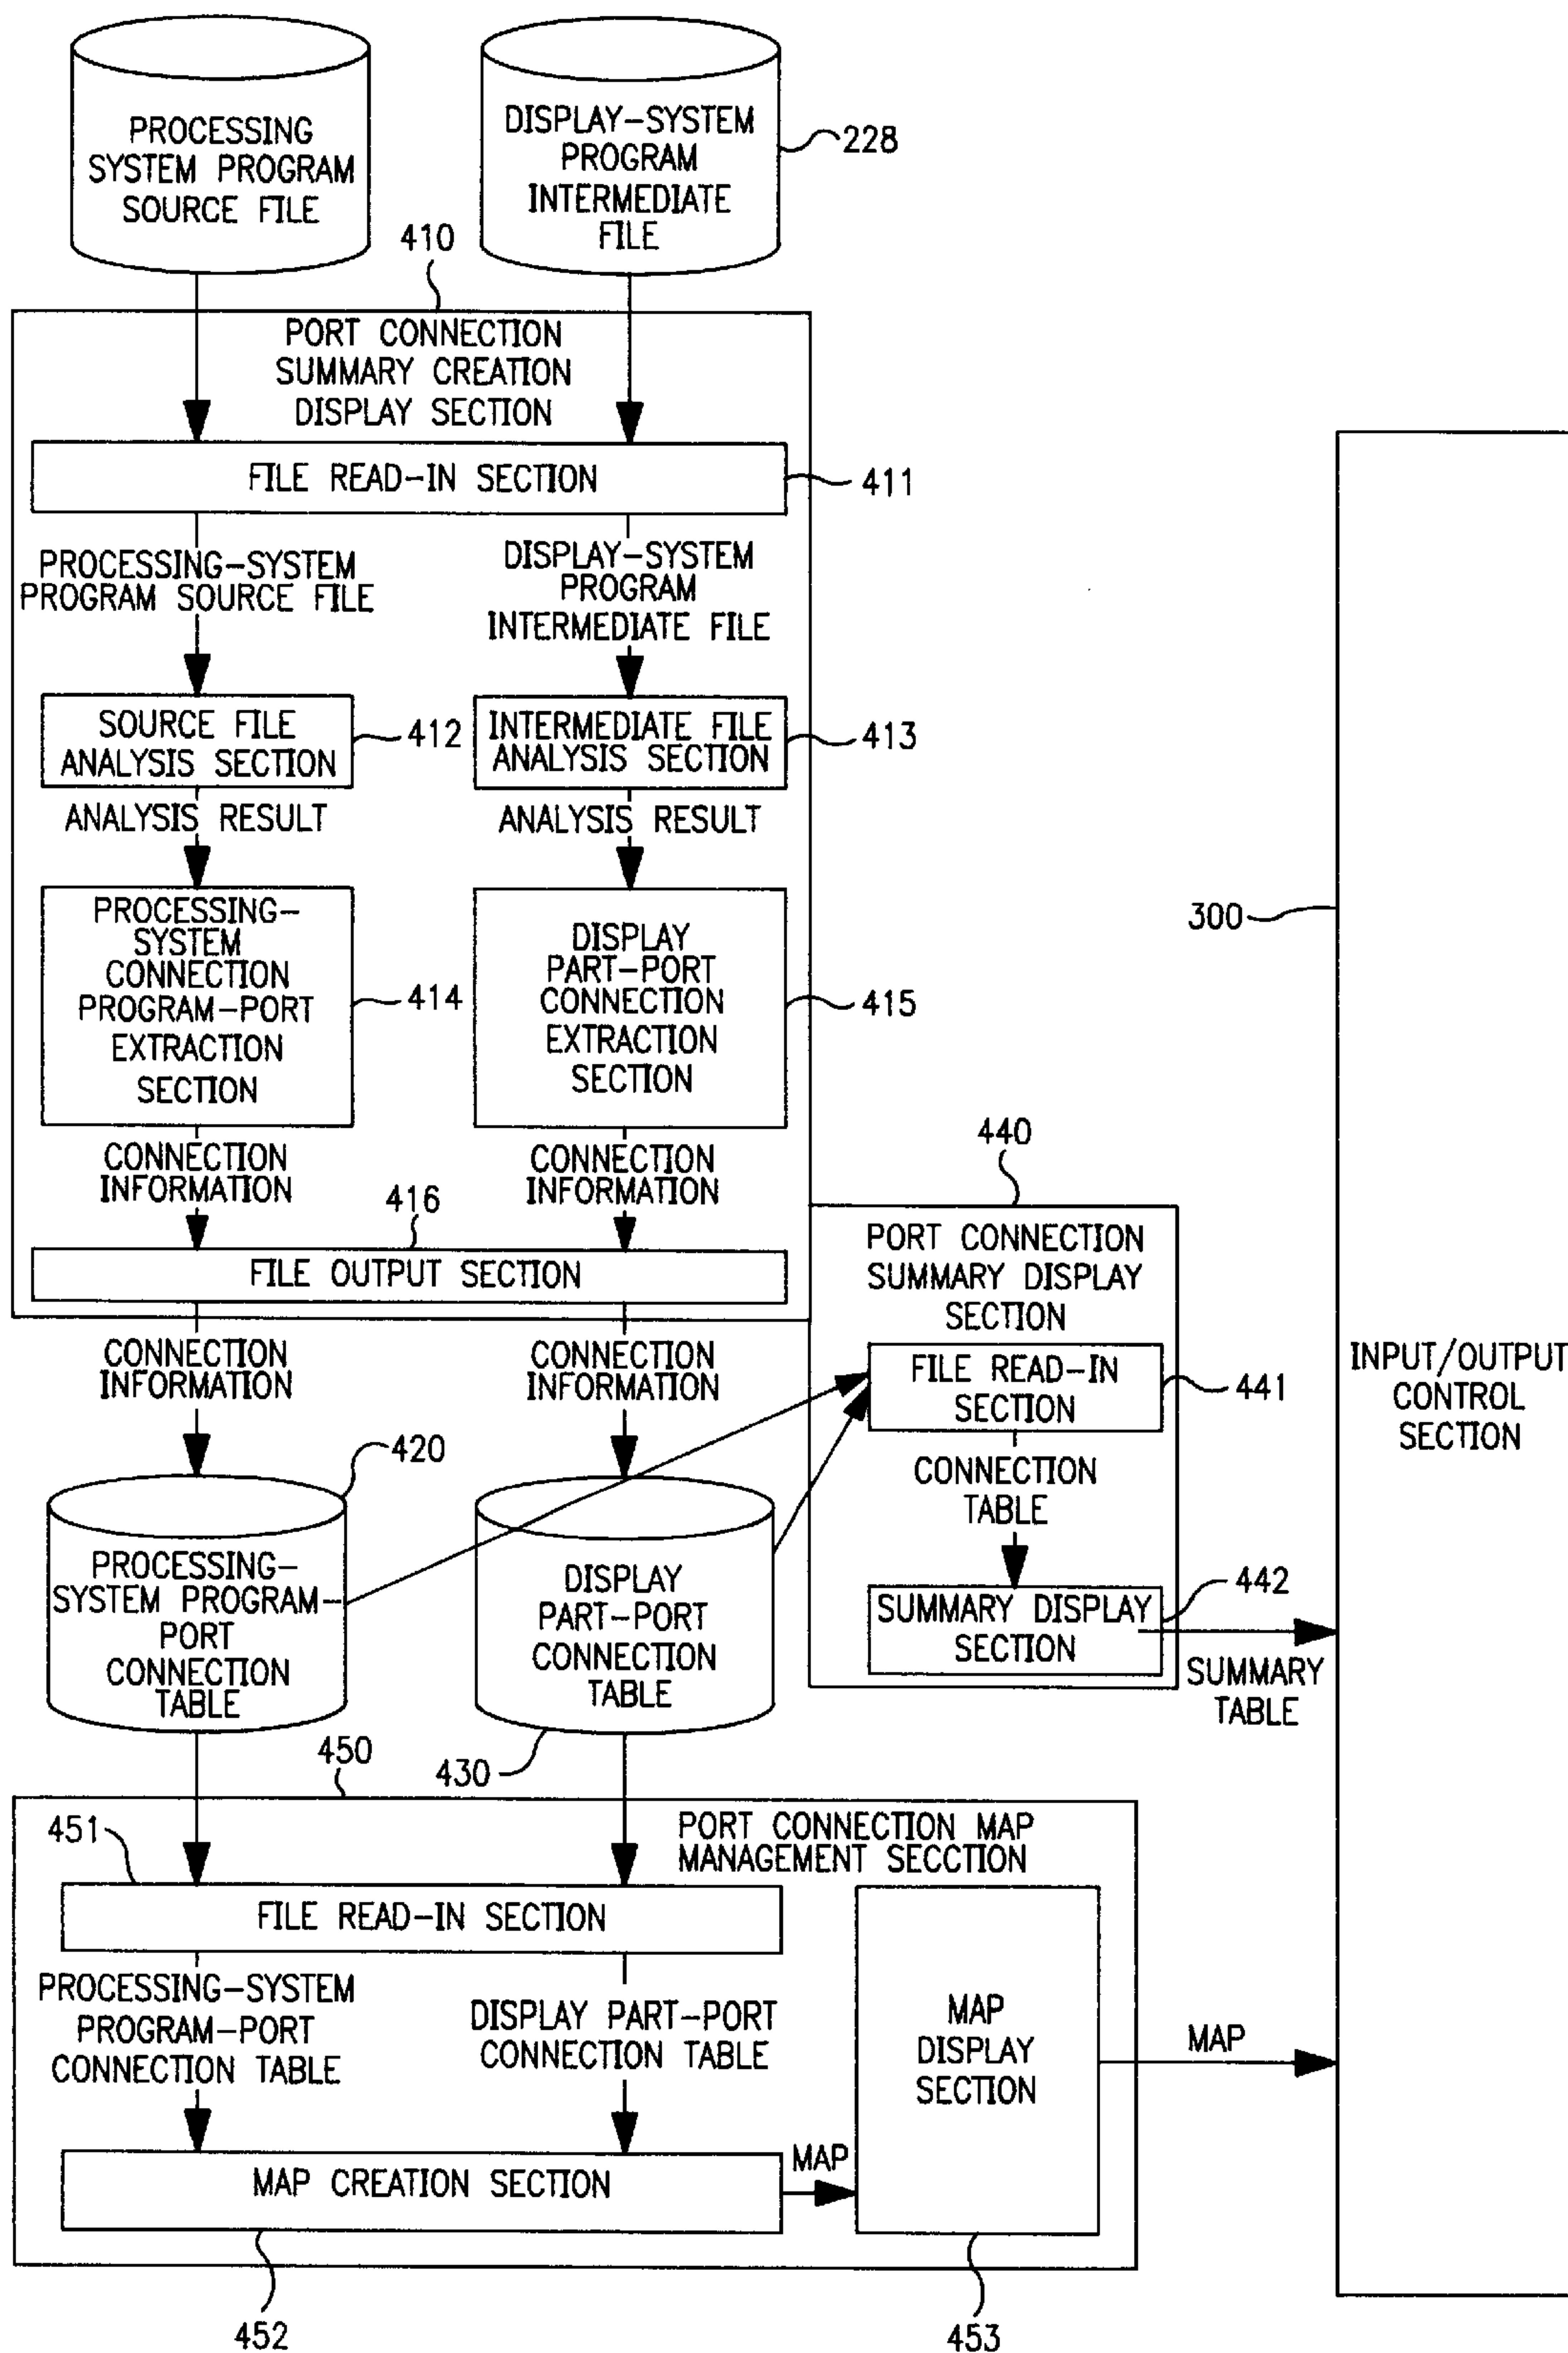 PROCESSING
SYSTEM PROGRAM
SOURCE FILE
DISPLAY-SYSTEM
PROGRAM
INTERMEDIATE
FILE
228
410
PORT CONNECTION
SUMMARY CREATION
DISPLAY SECTION
FILE READ-IN SECTION
411
PROCESSING-SYSTEM
PROGRAM SOURCE FILE
DISPLAY-SYSTEM
PROGRAM
INTERMEDIATE FILE
SOURCE FILE
ANALYSIS SECTION
412
INTERMEDIATE FILE
ANALYSIS SECTION
413
ANALYSIS RESULT
ANALYSIS RESULT
PROCESSING-
SYSTEM
CONNECTION
PROGRAM-PORT
EXTRACTION
SECTION
414
DISPLAY
PART-PORT
CONNECTION
EXTRACTION
SECTION
415
300
CONNECTION
INFORMATION
CONNECTION
INFORMATION
416
FILE OUTPUT SECTION
440
PORT CONNECTION
SUMMARY DISPLAY
SECTION
CONNECTION
INFORMATION
CONNECTION
INFORMATION
FILE READ-IN
SECTION
441
INPUT/OUTPUT
CONTROL
SECTION
CONNECTION
TABLE
420
PROCESSING-
SYSTEM PROGRAM-
PORT
CONNECTION
TABLE
DISPLAY
PART-PORT
CONNECTION
TABLE
430
SUMMARY DISPLAY
SECTION
442
SUMMARY
TABLE
450
451
PORT CONNECTION MAP
MANAGEMENT SECCTION
FILE READ-IN SECTION
PROCESSING-SYSTEM
PROGRAM-PORT
CONNECTION TABLE
DISPLAY PART-PORT
CONNECTION TABLE
MAP
DISPLAY
SECTION
MAP
MAP CREATION SECTION
MAP
452
453